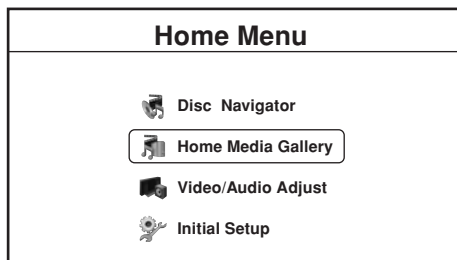 Home Menu
Disc Navigator
Home Media Gallery
Video/Audio Adjust
Initial Setup